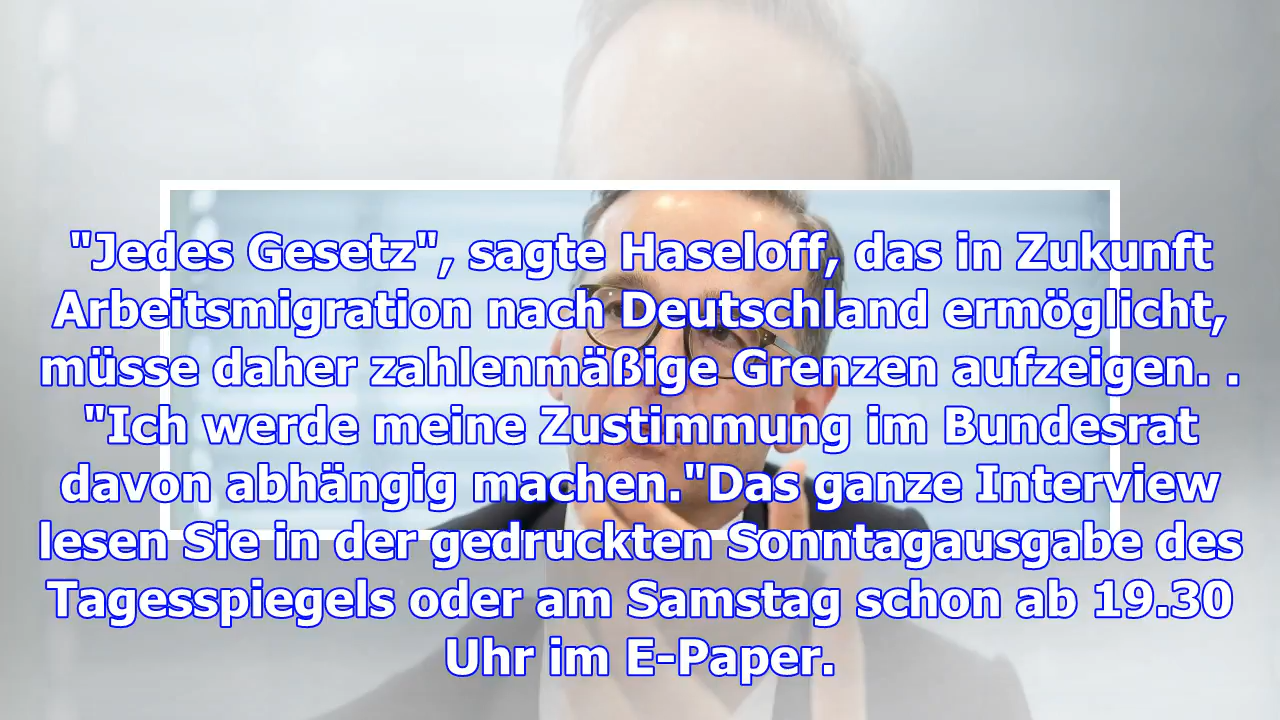 "Jedes Gesetz", sagte Haseloff, das in Zukunft
Arbeitsmigration nach Deutschland ermöglicht,
müsse daher zahlenmäßige Grenzen aufzeigen. .
"Ich werde meine Zustimmung im Bundesrat
davon abhängig machen."Das ganze Interview
lesen Sie in der gedruckten Sonntagausgabe des
Tagesspiegels oder am Samstag schon ab 19.30
Uhr im E-Paper.